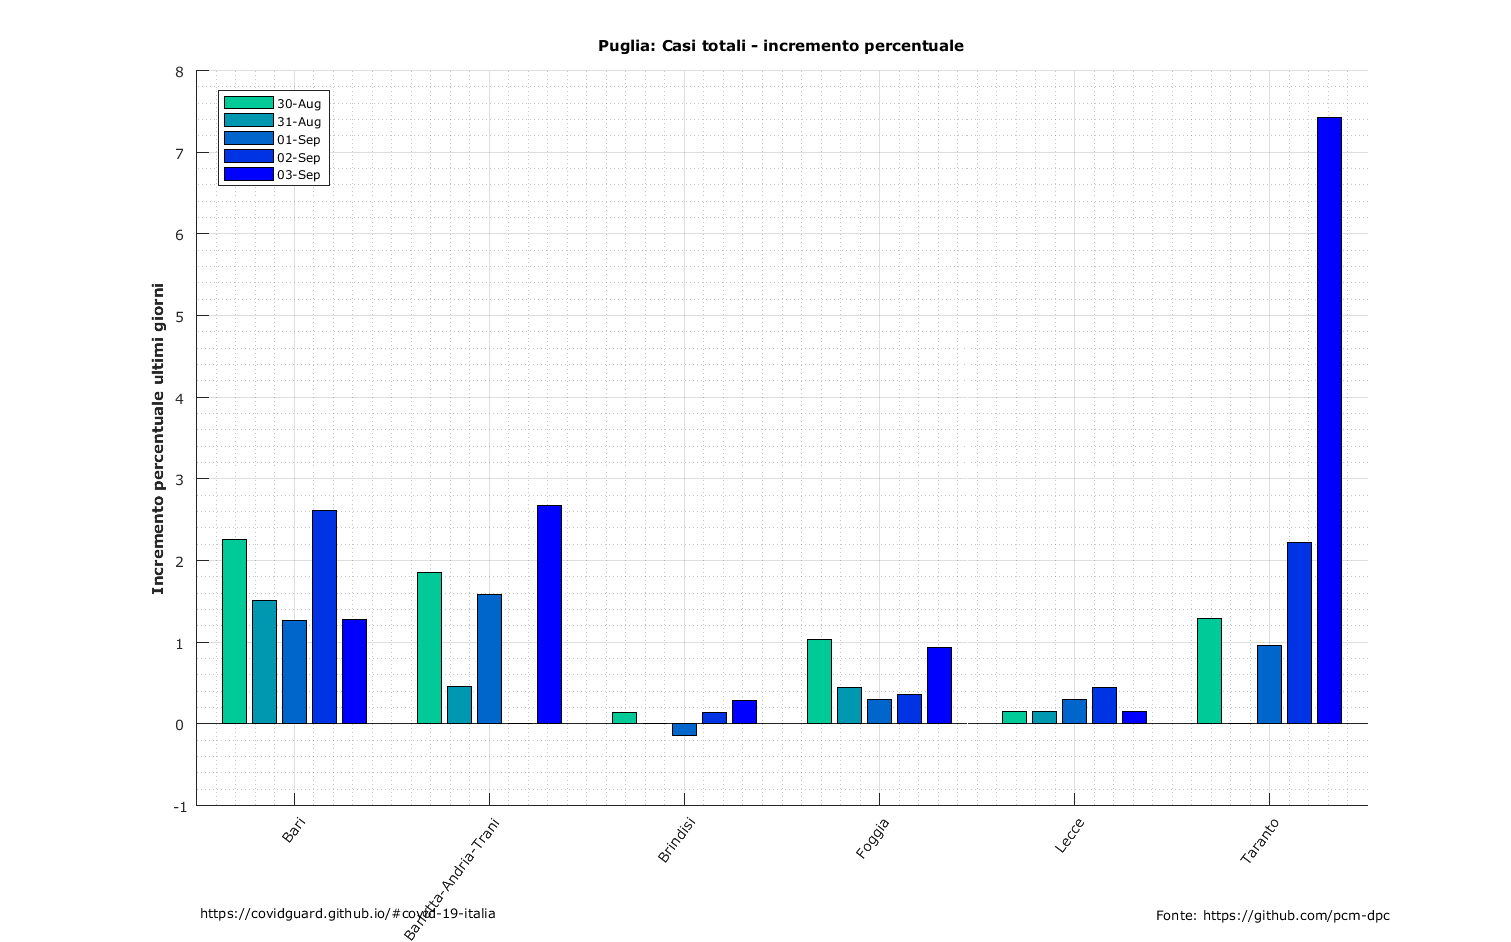 Puglia: Casi totali - incremento percentuale
8
7
6
5
4
3
2
1
0
-1
Incremento percentuale ultimi giorni
30-Aug
31-Aug
01-Sep
02-Sep
03-Sep
Bari
Barletta-Andria-Trani
Brindisi
Foggia
Lecce
Taranto
https://covidguard.github.io/#covid-19-italia
Fonte: https://github.com/pcm-dpc